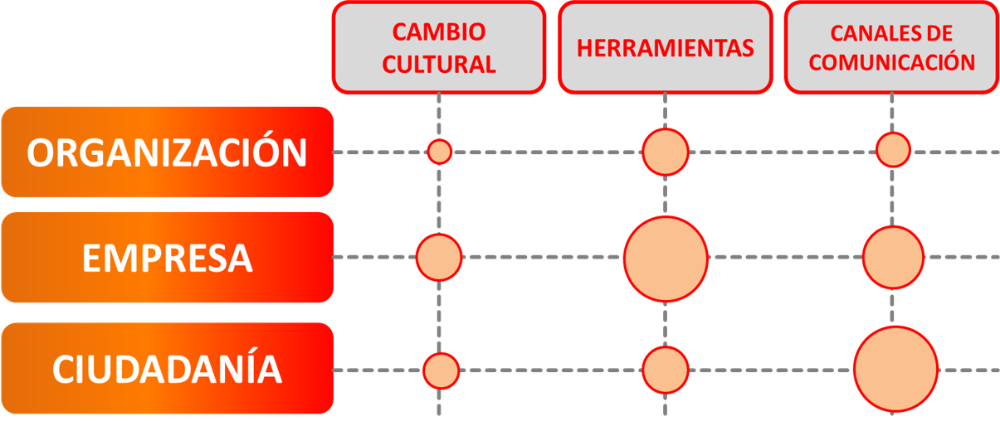 CAMBIO
CULTURAL
HERRAMIENTAS
CANALES DE
COMUNICACIÓN
ORGANIZACIÓN
EMPRESA
CIUDADANÍA